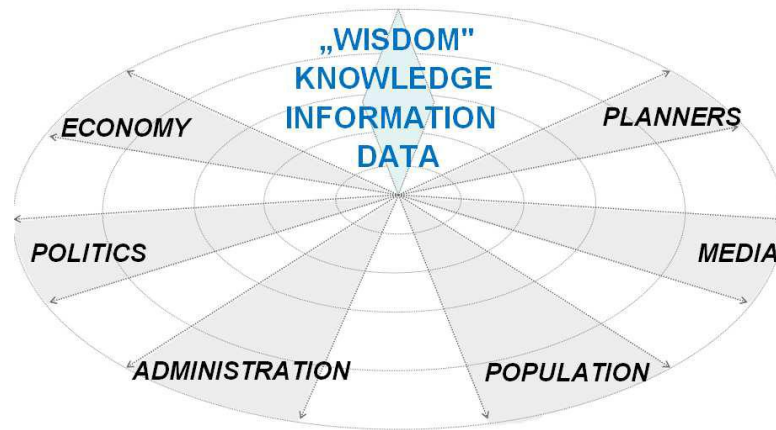 „WISDOM"
KNOWLEDGE
INFORMATION
DATA
ECONOMY
PLANNERS
POLITICS
MEDIA
ADMINISTRATION
POPULATION